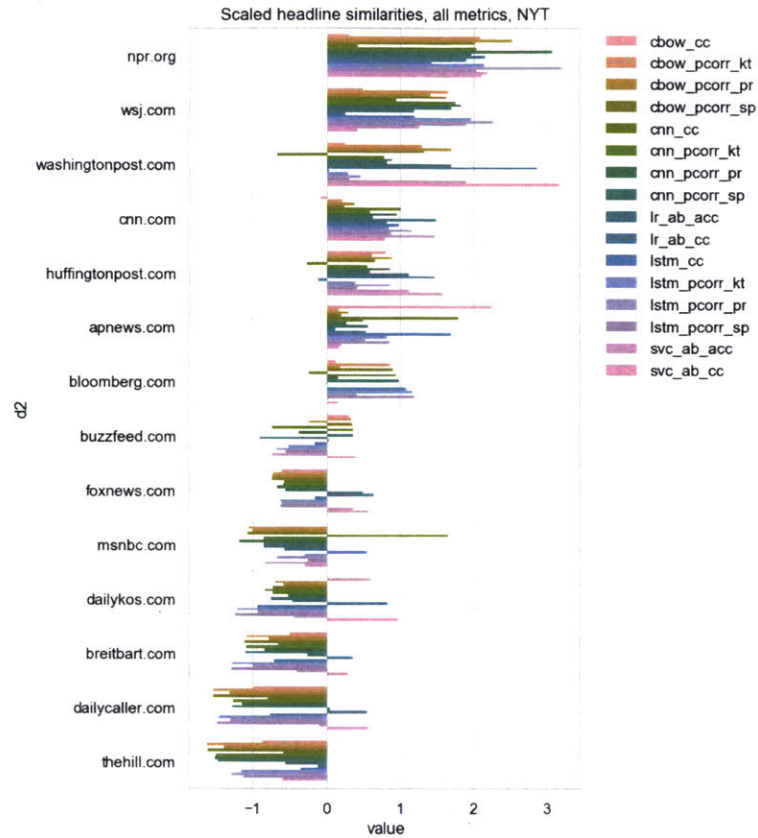 Scaled headline similarities, all metrics, NYT
npr.org
wsj.com
washingtonpost.com
cnn.com
huffingtonpost.com
apnews.com
bloomberg.com
buzzfeed.com
foxnews.com
msnbc.com
dailykos.com
breitbart.com
dailycaller.com
thehill.com
d2
−1 0 1 2 3
value
cbow_cc
cbow_pcorr_kt
cbow_pcorr_pr
cbow_pcorr_sp
cnn_cc
cnn_pcorr_kt
cnn_pcorr_pr
cnn_pcorr_sp
lr_ab_acc
lr_ab_cc
lstm_cc
lstm_pcorr_kt
lstm_pcorr_pr
lstm_pcorr_sp
svc_ab_acc
svc_ab_cc